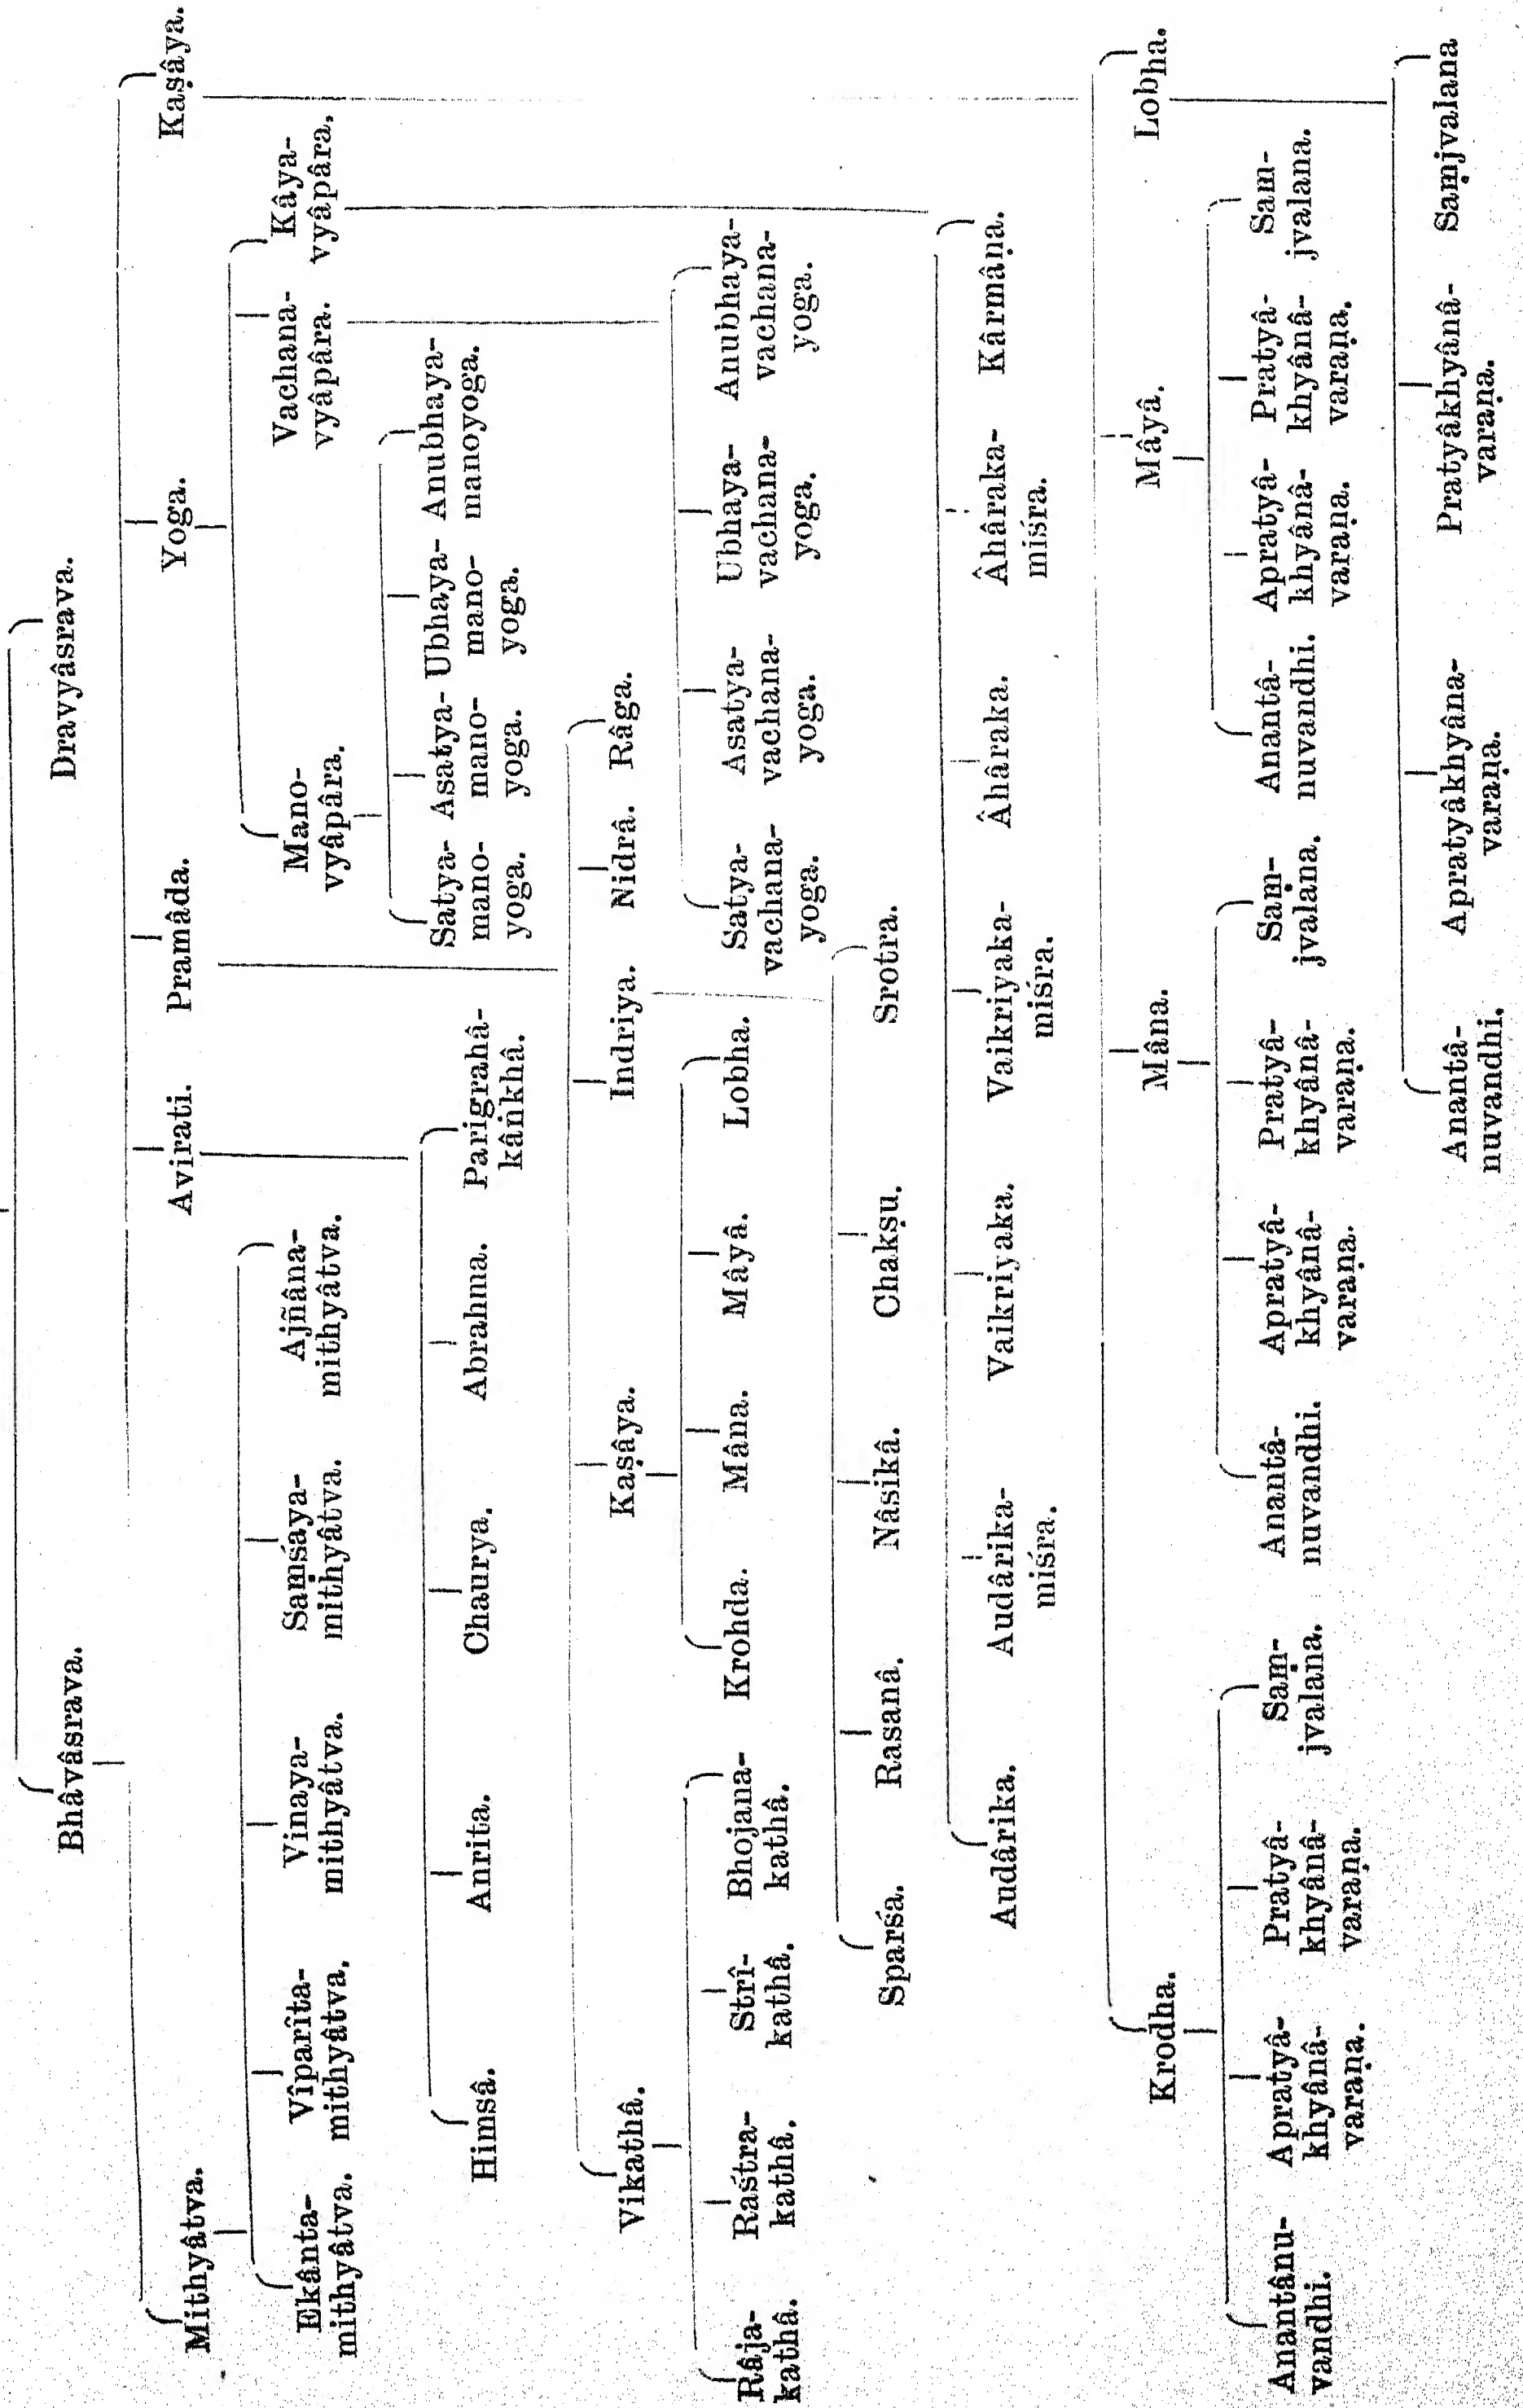 Bhâvâsrava. Dravyâsrava.
Mithyâtva. Avirati. Pramâda. Yoga. Kaṣâya.
Ekânta- Vîparîta- Vinaya- Saṃśaya- Ajñâna- Mano- Vachana- Kâya-
mithyâtva. mithyâtva. mithyâtva. mithyâtva. mithyâtva. vyâpâra. vyâpâra. vyâpâra.
Himsâ. Anrita. Chaurya. Abrahma. Parigrahâ- Satya- Asatya- Ubhaya- Anubhaya-
kâṅkhâ. mano- mano- mano- manoyoga.
yoga. yoga. yoga.
Vikathâ. Kaṣâya. Indriya. Nidrâ. Râga.
Râja- Raśtra- Strî- Bhojana- Krohda. Mâna. Mâyâ. Lobha. Satya- Asatya- Ubhaya- Anubhaya-
kathâ. kathâ. kathâ. kathâ. vachana- vachana- vachana- vachana-
yoga. yoga. yoga. yoga.
Sparśa. Rasanâ. Nâsikâ. Chakṣu. Srotra.
Audârika. Audârika- Vaikriyaka. Vaikriyaka- Âhâraka. Âhâraka- Kârmâṇa.
miśra. miśra. miśra.
Krodha. Mâna. Mâyâ. Lobha.
Anantânu- Apratyâ- Pratyâ- Saṃ- Anantâ- Apratyâ- Pratyâ- Saṃ- Anantâ- Apratyâ- Pratyâ- Sam-
vandhi. khyânâ- khyânâ- jvalana. nuvandhi. khyânâ- khyânâ- jvalana. nuvandhi. khyânâ- khyânâ- jvalana.
varaṇa. varaṇa. varaṇa. varaṇa. varaṇa. varaṇa.
Anantâ- Apratyâkhyâna- Pratyâkhyânâ- Saṃjvalana
nuvandhi. varaṇa. varaṇa.